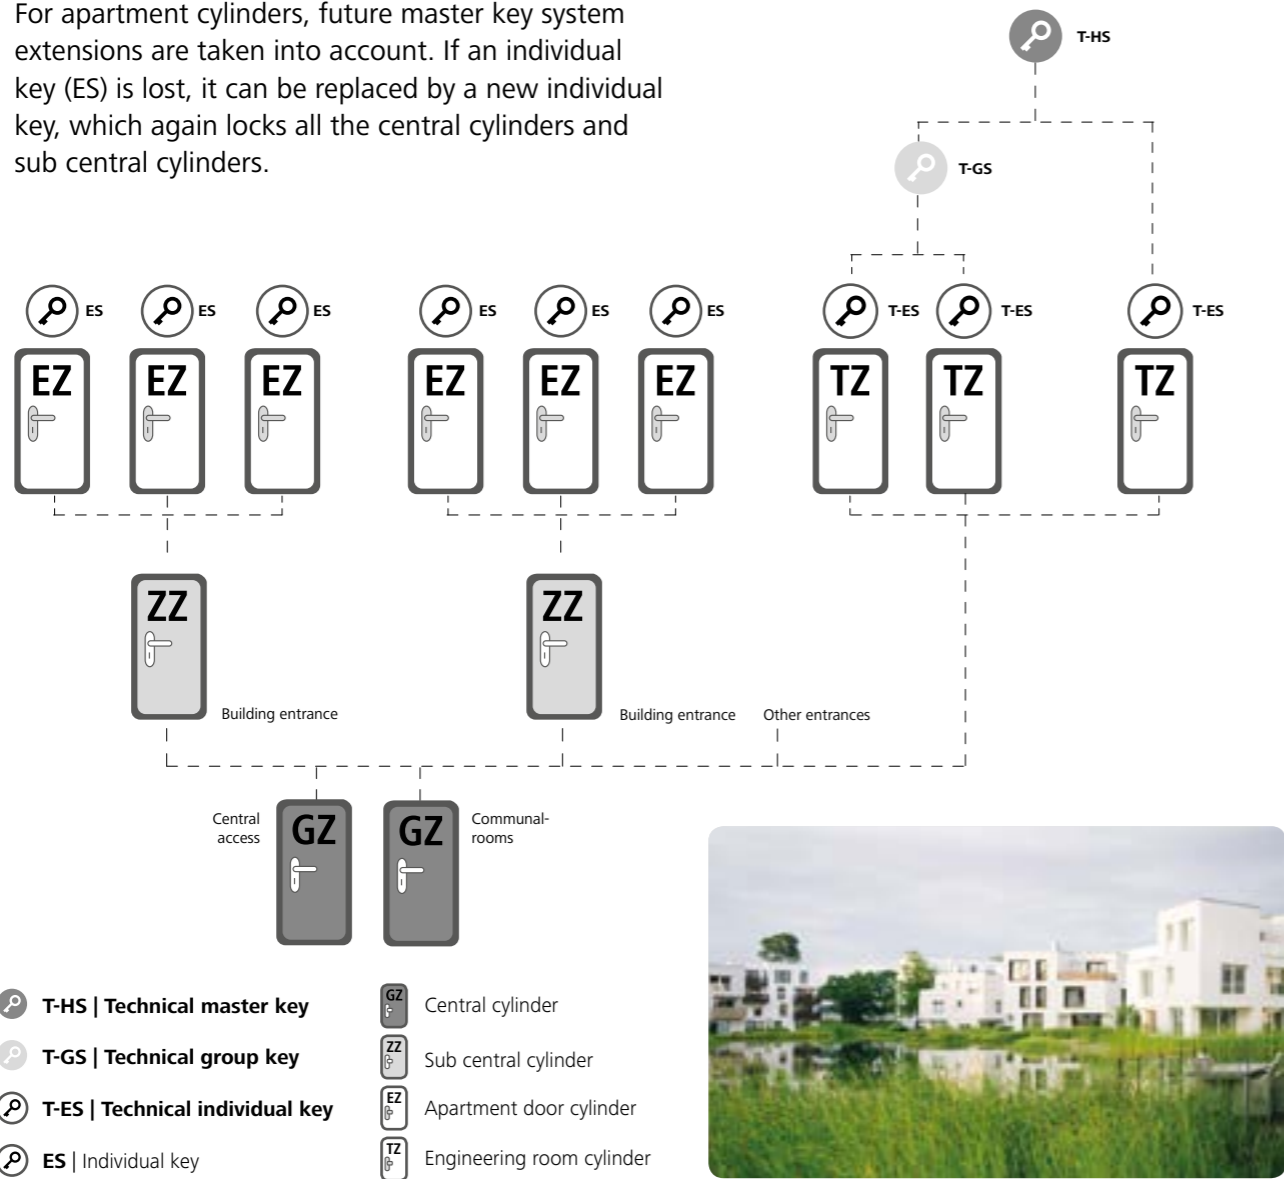 For apartment cylinders, future master key system
extensions are taken into account. If an individual
key (ES) is lost, it can be replaced by a new individual
key, which again locks all the central cylinders and
sub central cylinders.
T-HS
T-GS
ES ES ES ES ES ES T-ES T-ES T-ES
EZ EZ EZ EZ EZ EZ TZ TZ TZ
ZZ ZZ
Building entrance Building entrance Other entrances
Central
access
GZ GZ
Communal-
rooms
T-HS | Technical master key
T-GS | Technical group key
T-ES | Technical individual key
ES | Individual key
GZ Central cylinder
ZZ Sub central cylinder
EZ Apartment door cylinder
TZ Engineering room cylinder